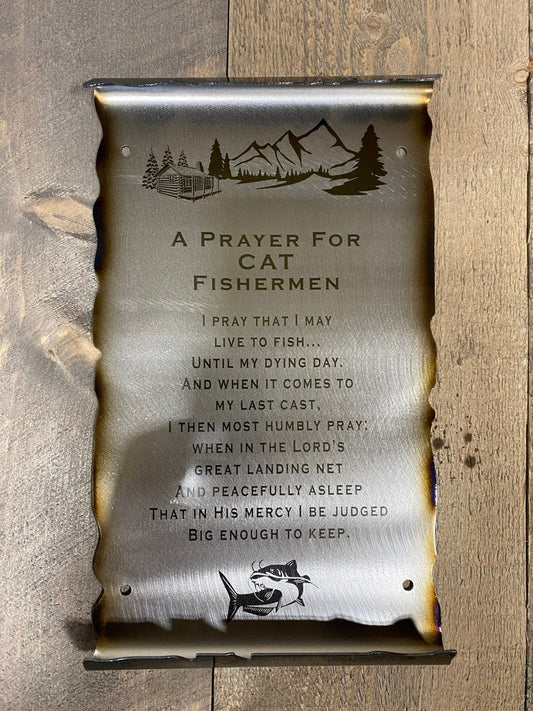 A Prayer For
CAT
Fishermen
I pray that I may
live to fish...
Until my dying day.
And when it comes to
my last cast,
I then most humbly pray:
when in the Lord's
great landing net
And peacefully asleep
That in His mercy I be judged
Big enough to keep.